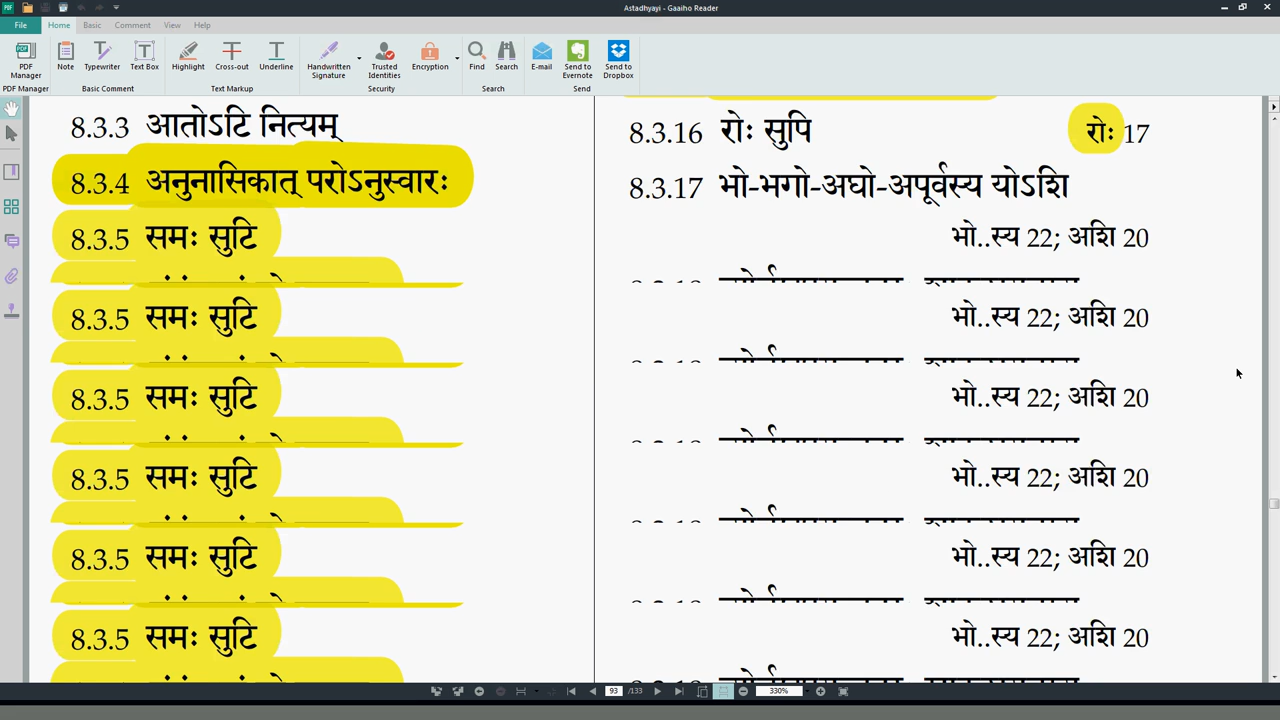 Astadhyayi - Gaaiho Reader
File Home Basic Comment View Help
PDF Manager Note Typewriter Text Box Highlight Cross-out Underline Handwritten Signature Trusted Identities Encryption Find Search E-mail Send to Evernote Send to Dropbox
PDF Manager Basic Comment Text Markup Security Search Send
8.3.3 आतोऽटि नित्यम्
8.3.4 अनुनासिकात् परोऽनुस्वारः
8.3.5 समः सुटि
8.3.5 समः सुटि
8.3.5 समः सुटि
8.3.5 समः सुटि
8.3.5 समः सुटि
8.3.5 समः सुटि
8.3.16 रोः सुपि रोः 17
8.3.17 भो-भगो-अघो-अपूर्वस्य योऽशि
भो..स्य 22; अशि 20
भो..स्य 22; अशि 20
भो..स्य 22; अशि 20
भो..स्य 22; अशि 20
भो..स्य 22; अशि 20
भो..स्य 22; अशि 20
93 /133 330%